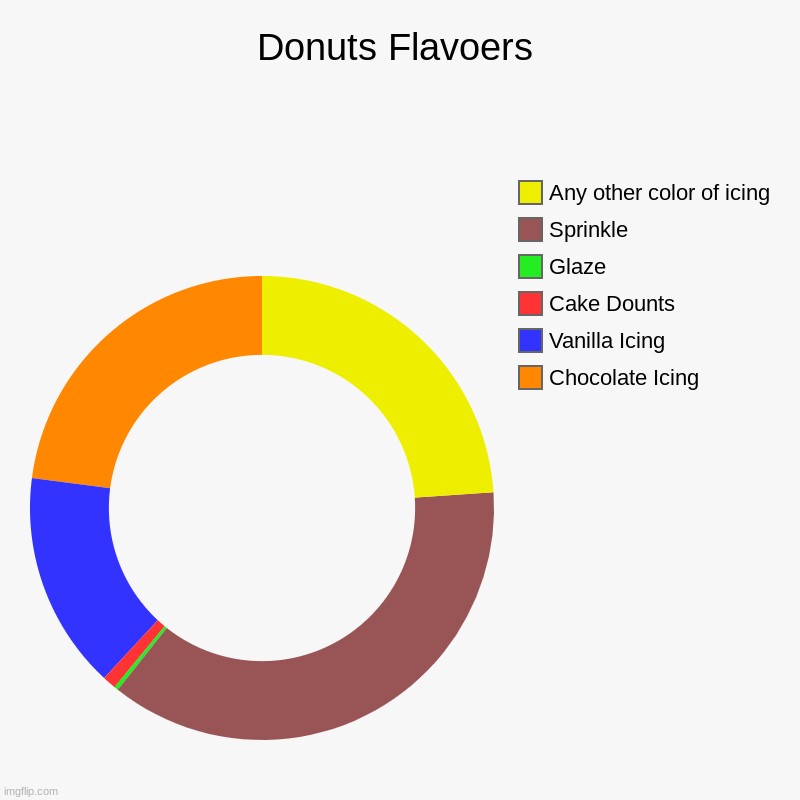 Donuts Flavoers
Any other color of icing
Sprinkle
Glaze
Cake Dounts
Vanilla Icing
Chocolate Icing
imgflip.com